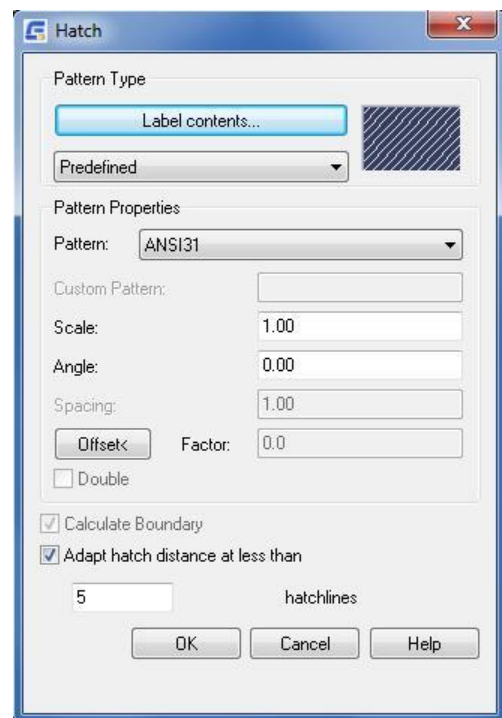 Hatch
Pattern Type
Label contents...
Predefined
Pattern Properties
Pattern: ANSI31
Custom Pattern:
Scale: 1.00
Angle: 0.00
Spacing: 1.00
Offset< Factor: 0.0
Double
Calculate Boundary
Adapt hatch distance at less than
5 hatchlines
OK Cancel Help